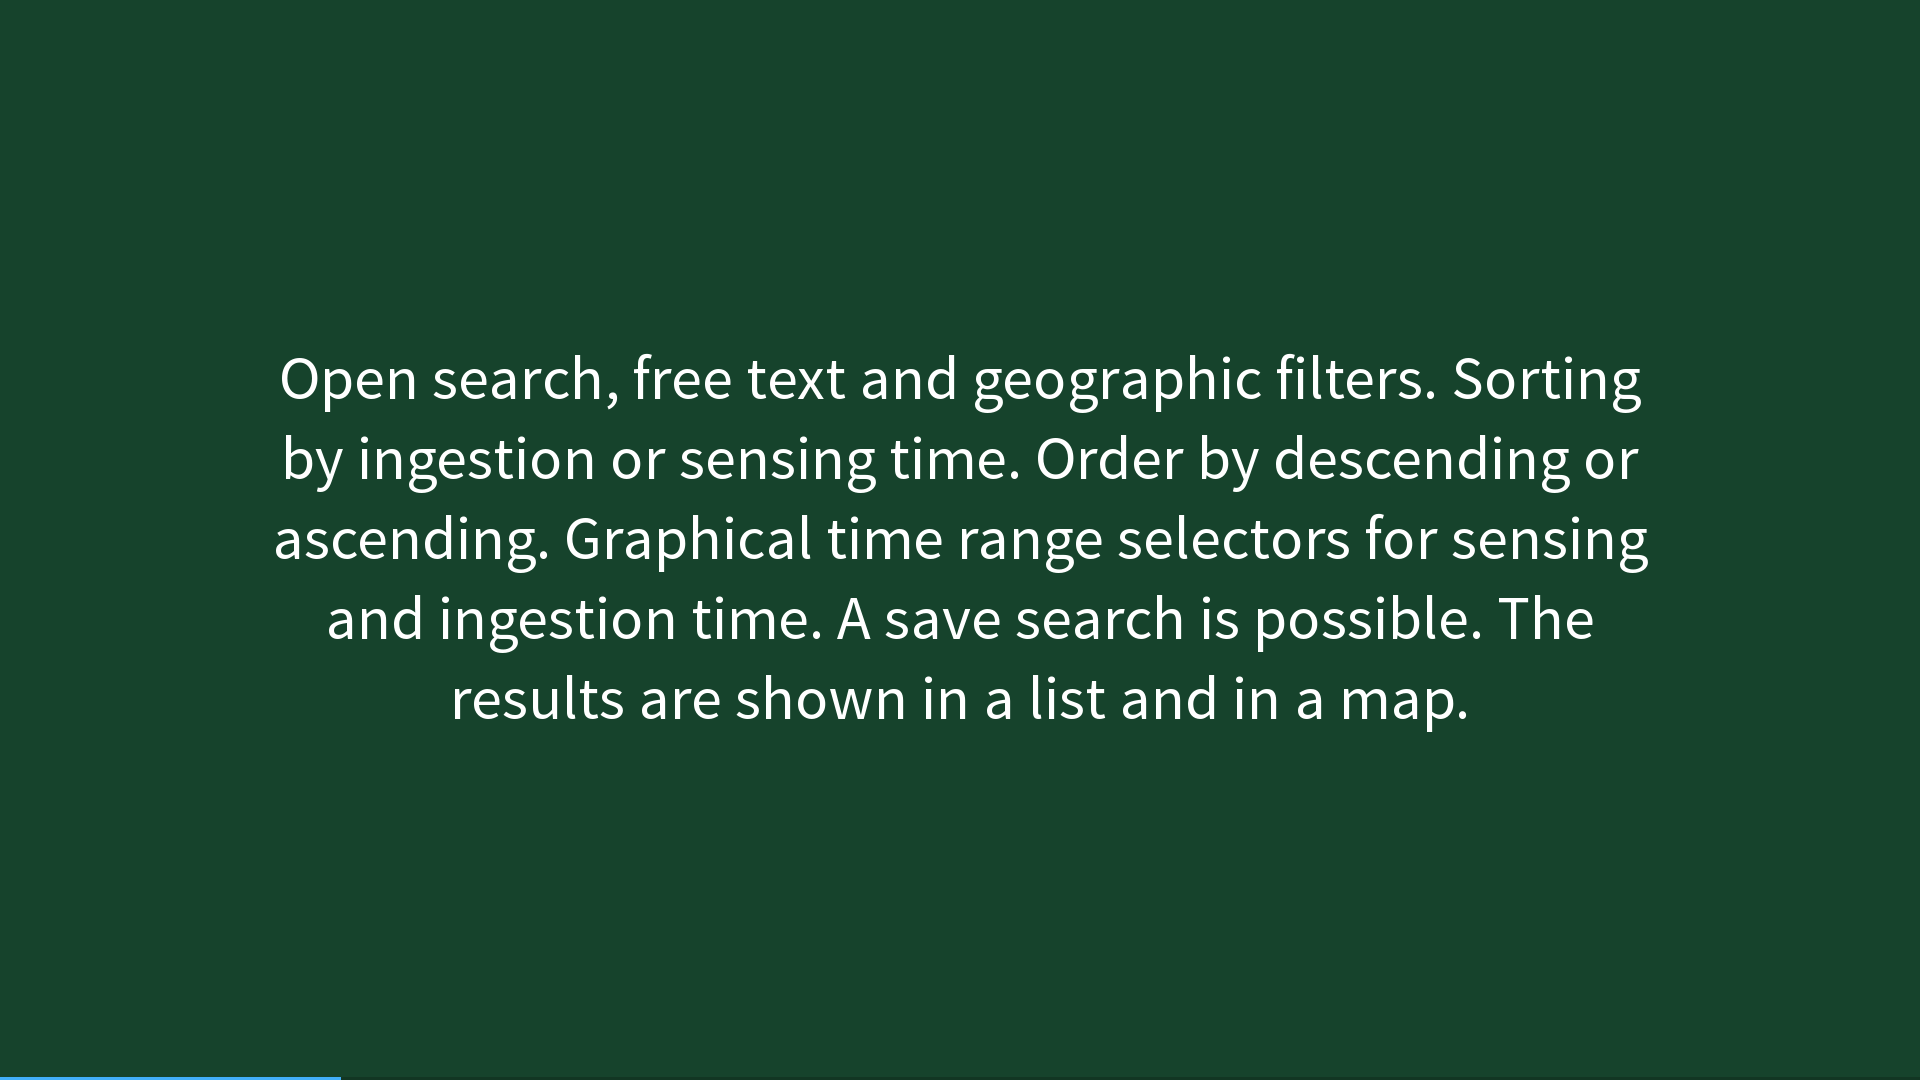 Open search, free text and geographic filters. Sorting
by ingestion or sensing time. Order by descending or
ascending. Graphical time range selectors for sensing
and ingestion time. A save search is possible. The
results are shown in a list and in a map.